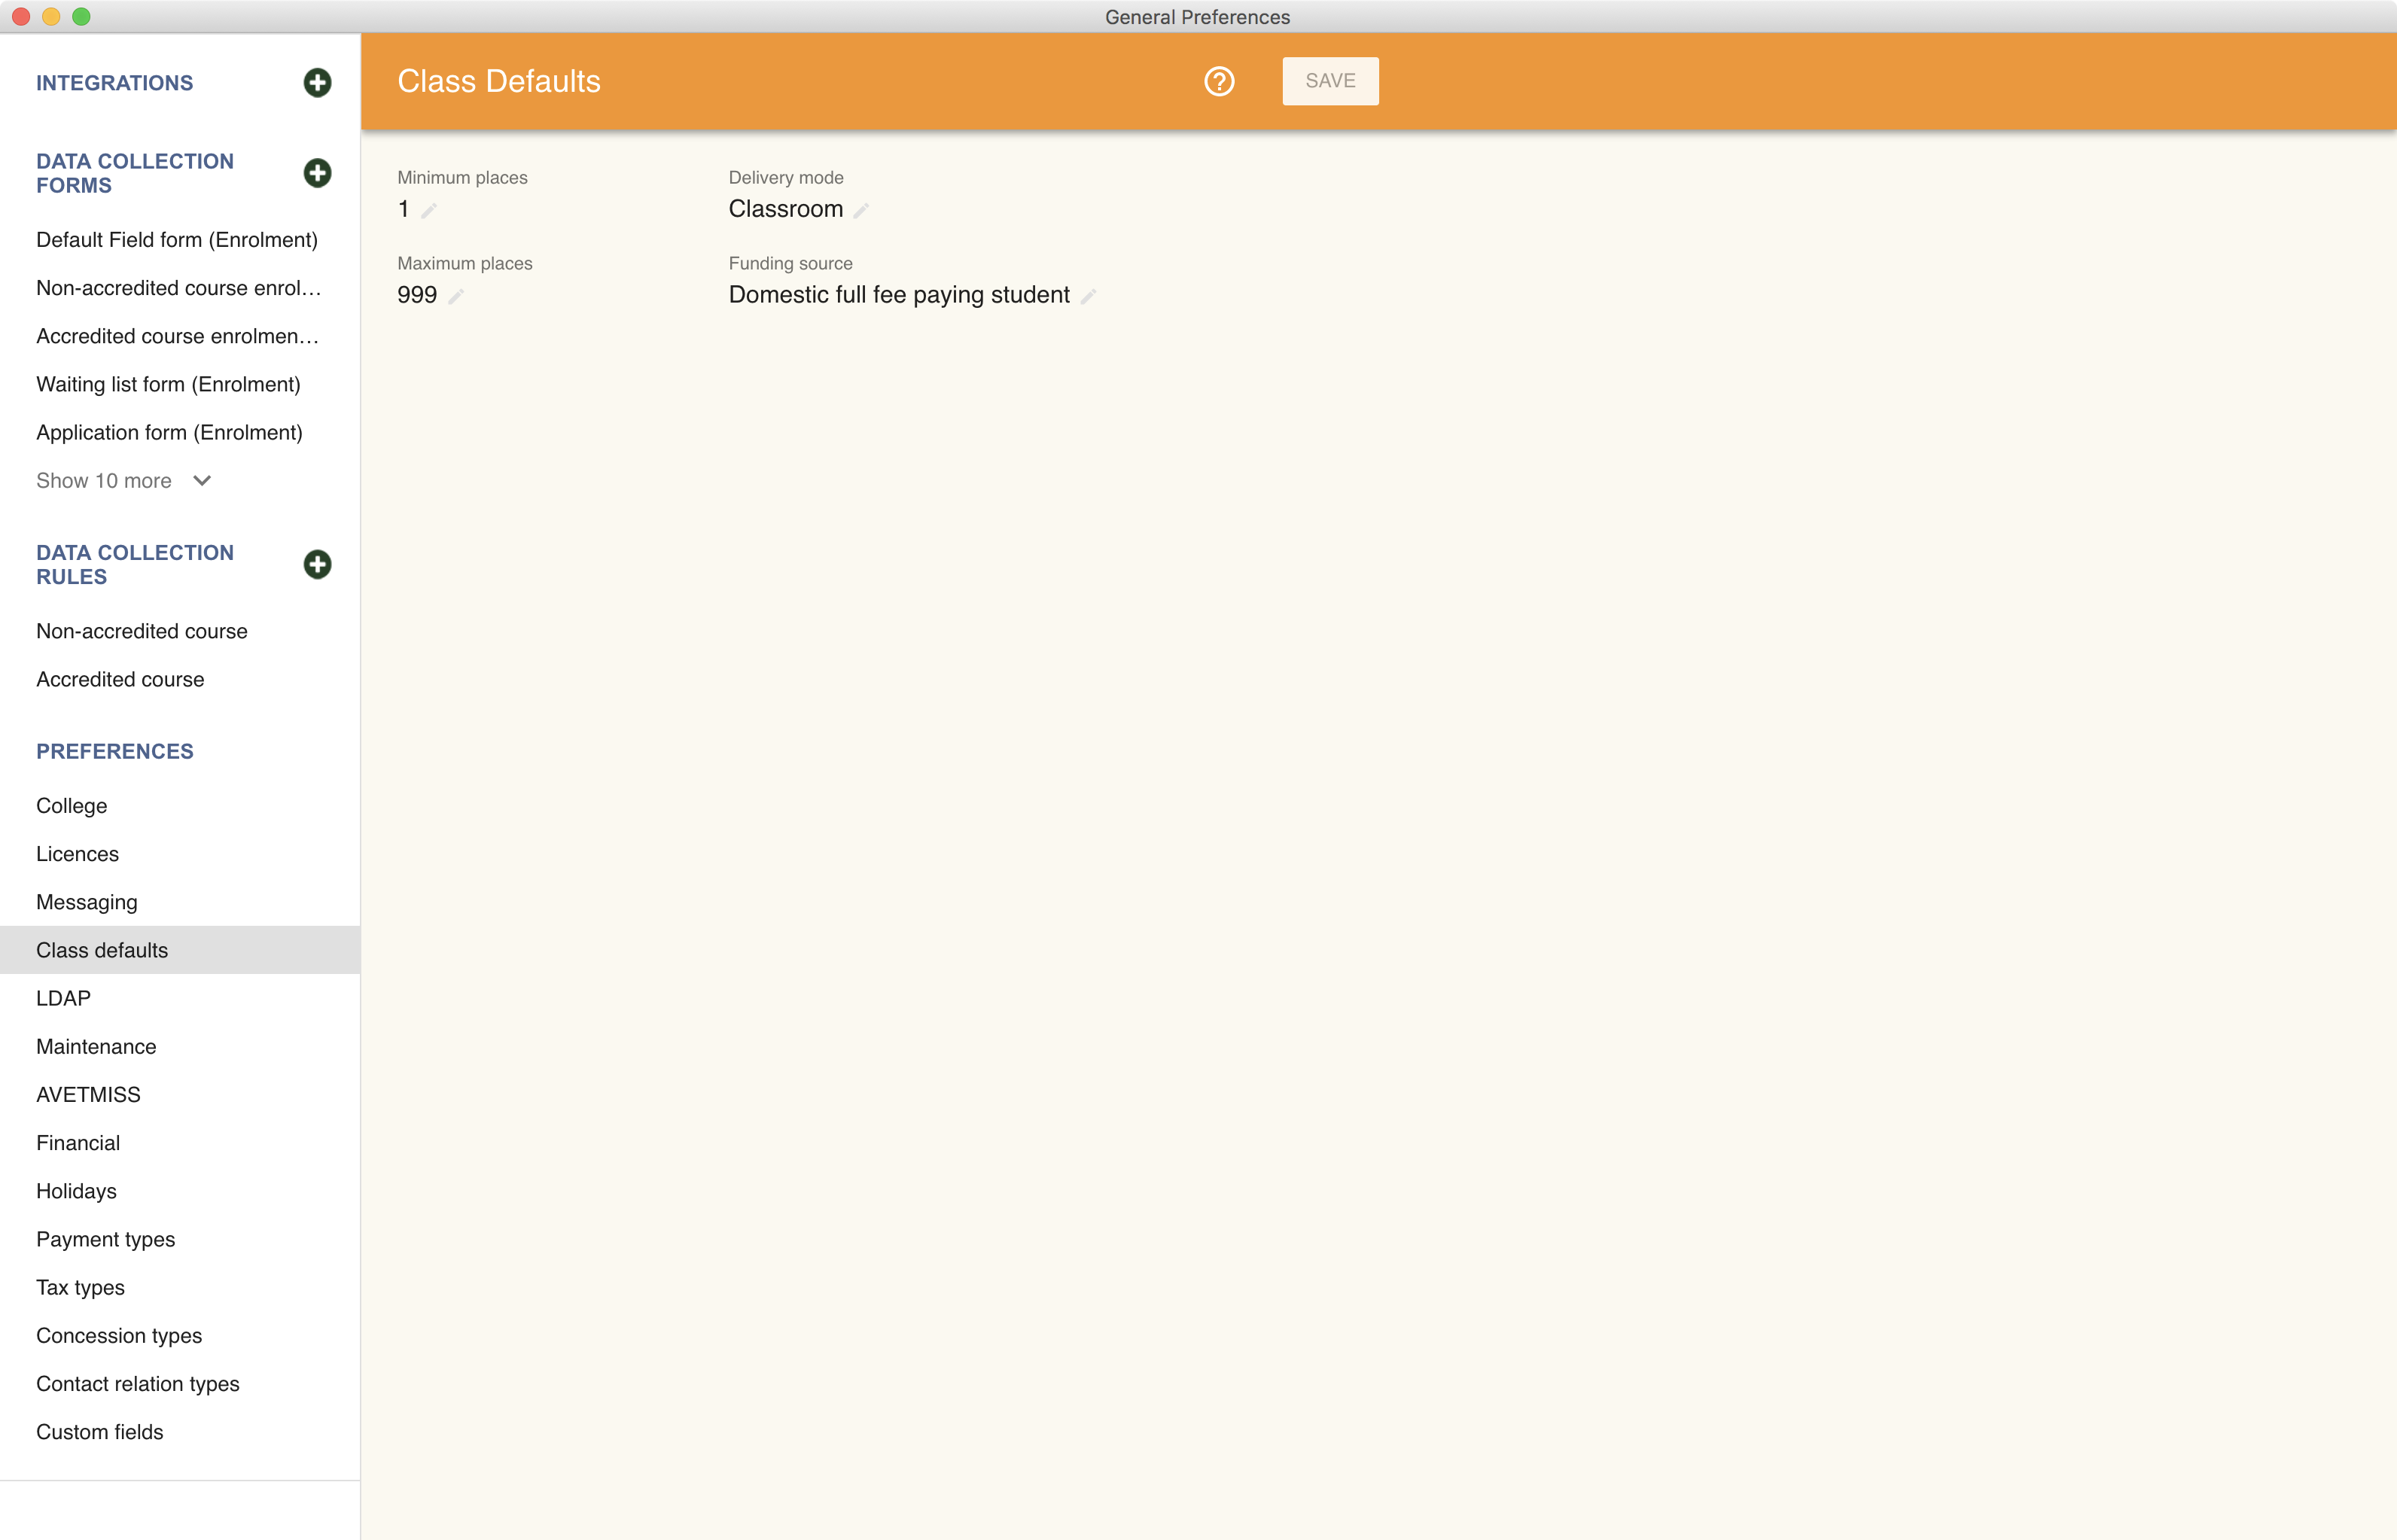 General Preferences
INTEGRATIONS
DATA COLLECTION
FORMS
Default Field form (Enrolment)
Non-accredited course enrol…
Accredited course enrolmen…
Waiting list form (Enrolment)
Application form (Enrolment)
Show 10 more
DATA COLLECTION
RULES
Non-accredited course
Accredited course
PREFERENCES
College
Licences
Messaging
Class defaults
LDAP
Maintenance
AVETMISS
Financial
Holidays
Payment types
Tax types
Concession types
Contact relation types
Custom fields
Class Defaults
SAVE
Minimum places
1
Delivery mode
Classroom
Maximum places
999
Funding source
Domestic full fee paying student